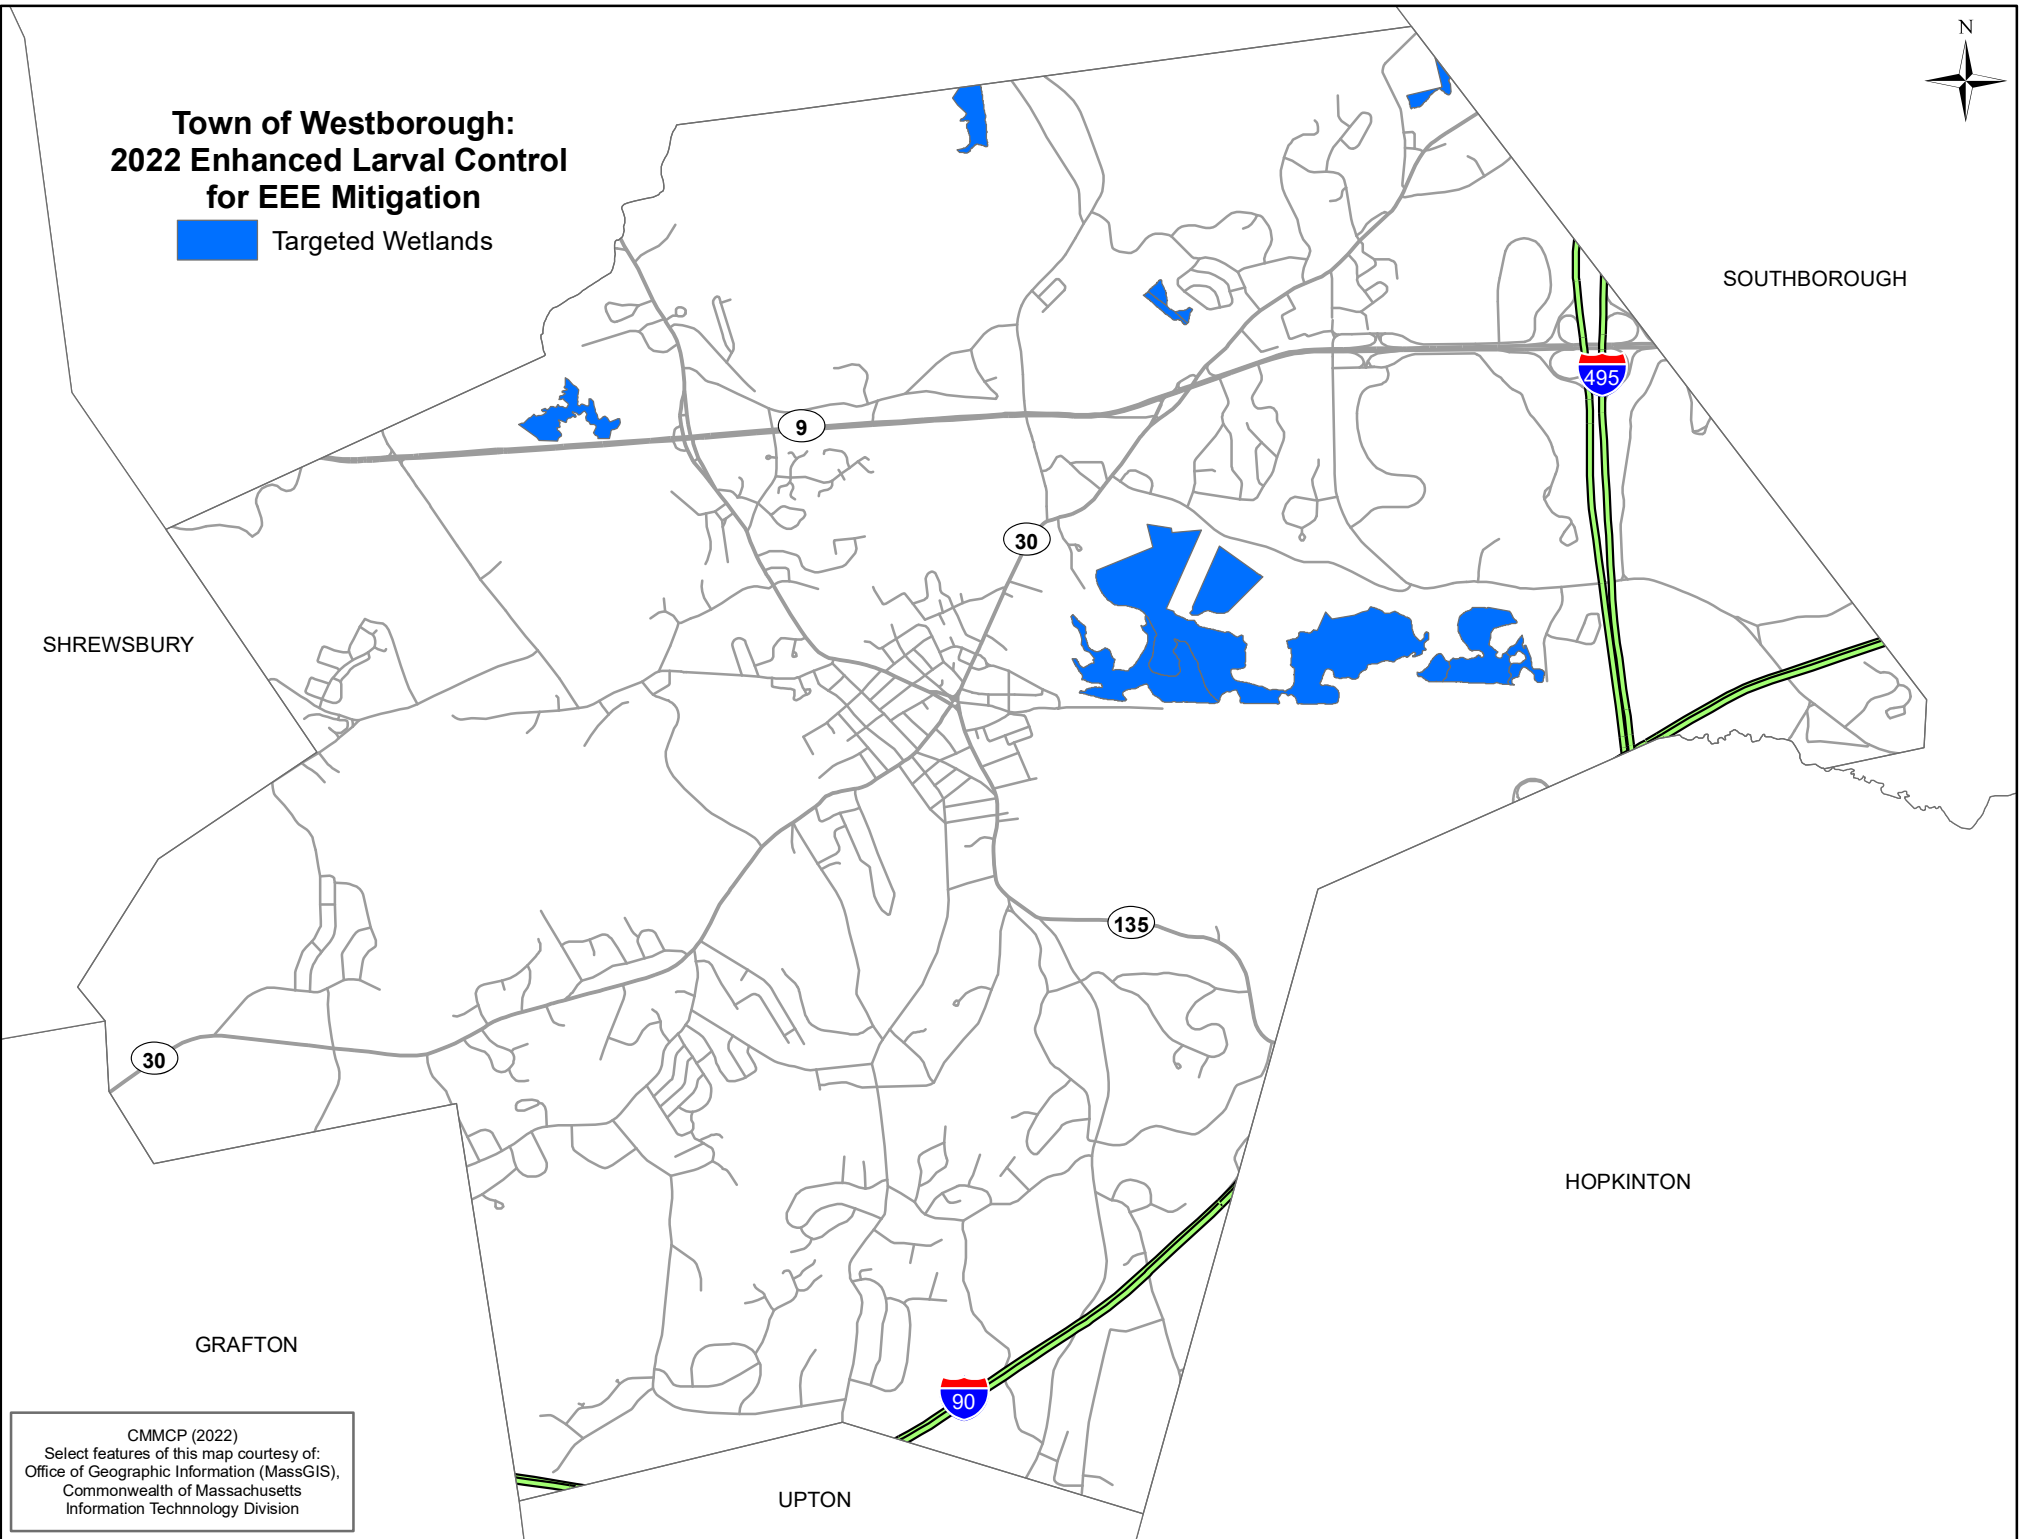 N
Town of Westborough:
2022 Enhanced Larval Control
for EEE Mitigation
Targeted Wetlands
SOUTHBOROUGH
495
9
30
SHREWSBURY
135
30
HOPKINTON
GRAFTON
90
UPTON
CMMCP (2022)
Select features of this map courtesy of:
Office of Geographic Information (MassGIS),
Commonwealth of Massachusetts
Information Technnology Division